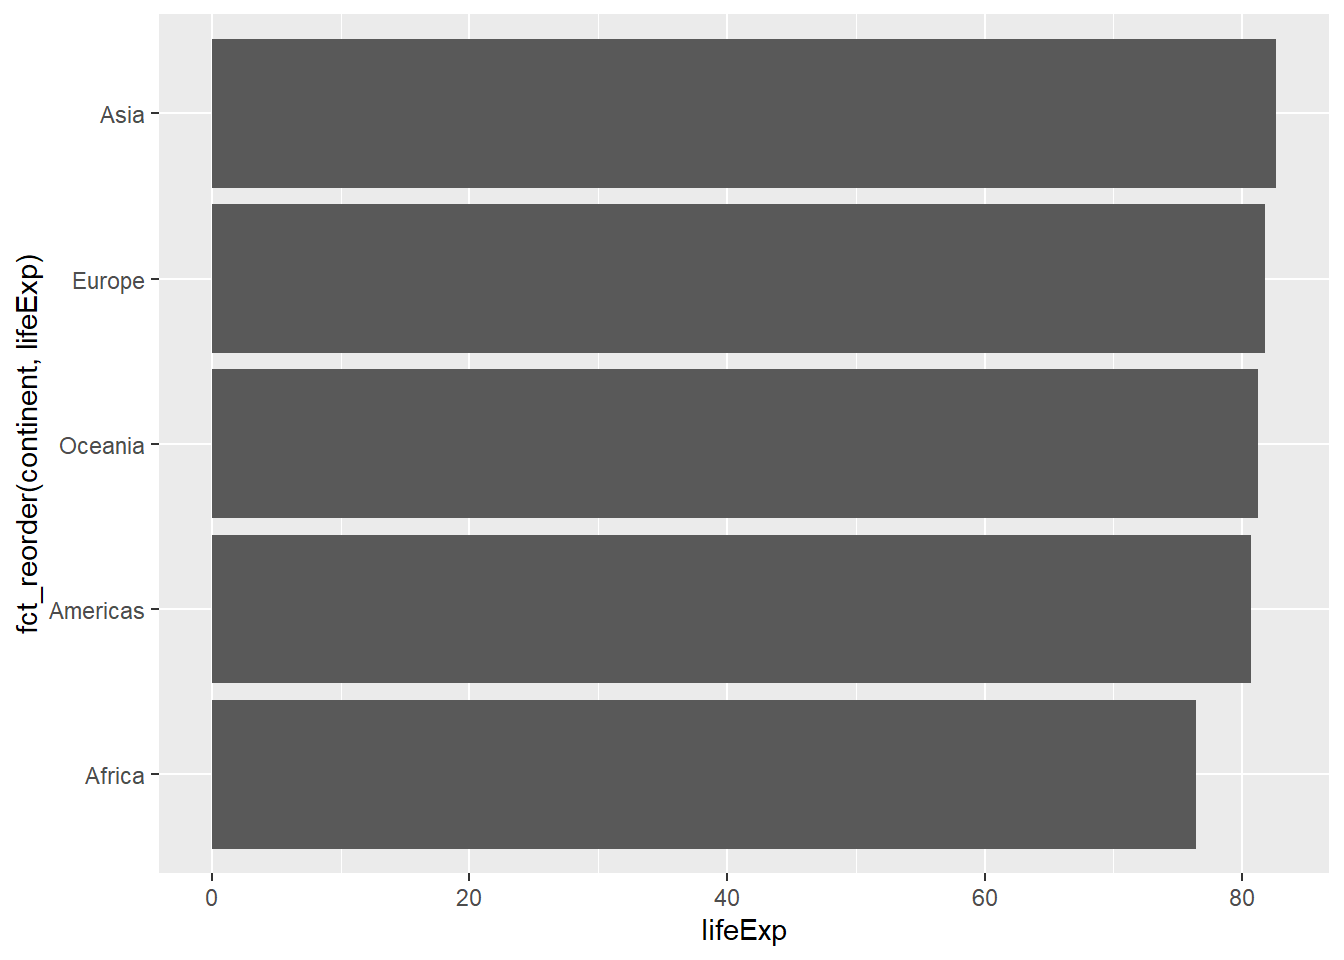 fct_reorder(continent, lifeExp)
Asia
Europe
Oceania
Americas
Africa
0 20 40 60 80
lifeExp